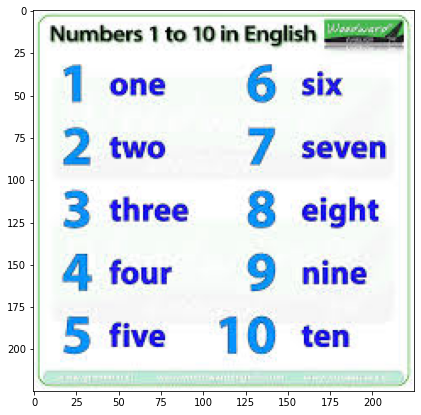 Numbers 1 to 10 in English
Woodward
ENGLISH
1 one
6 six
2 two
7 seven
3 three
8 eight
4 four
9 nine
5 five
10 ten
0
25
50
75
100
125
150
175
200
0 25 50 75 100 125 150 175 200